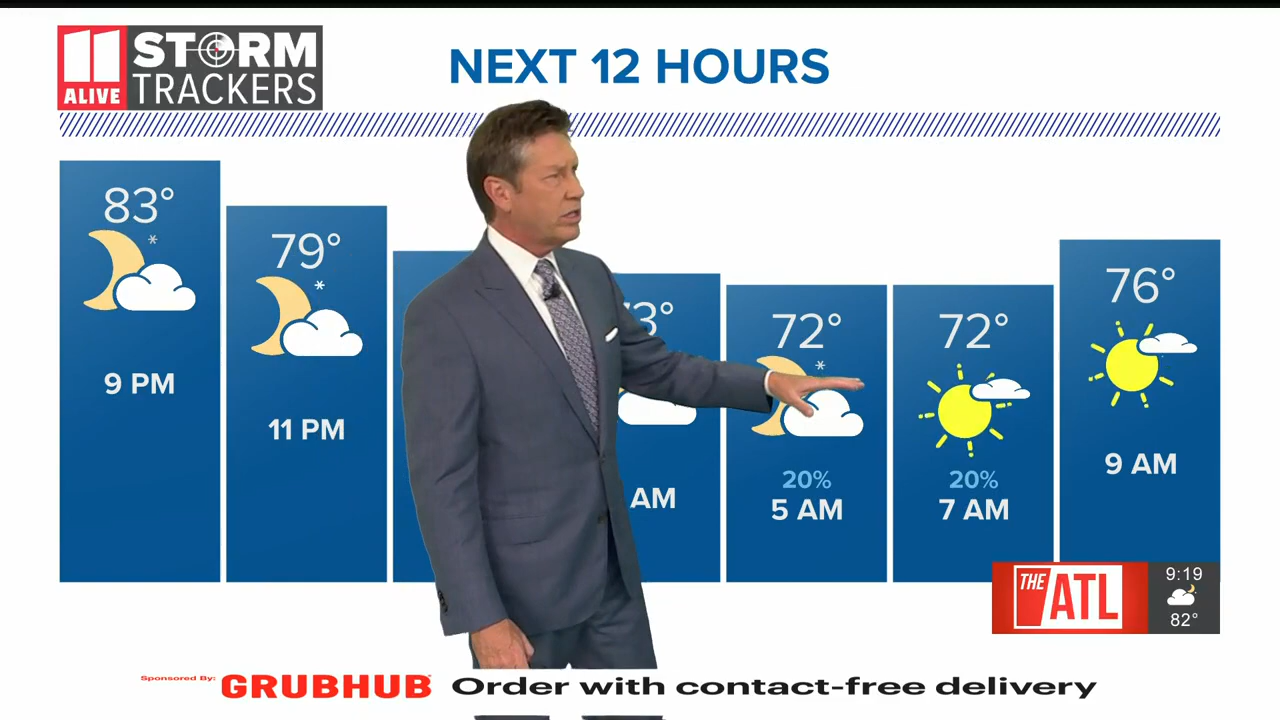 11
ALIVE
STORM
TRACKERS
NEXT 12 HOURS
83°
9 PM
79°
11 PM
3°
AM
72°
20%
5 AM
72°
20%
7 AM
76°
9 AM
THE ATL
9:19
82°
Sponsored By: GRUBHUB Order with contact-free delivery